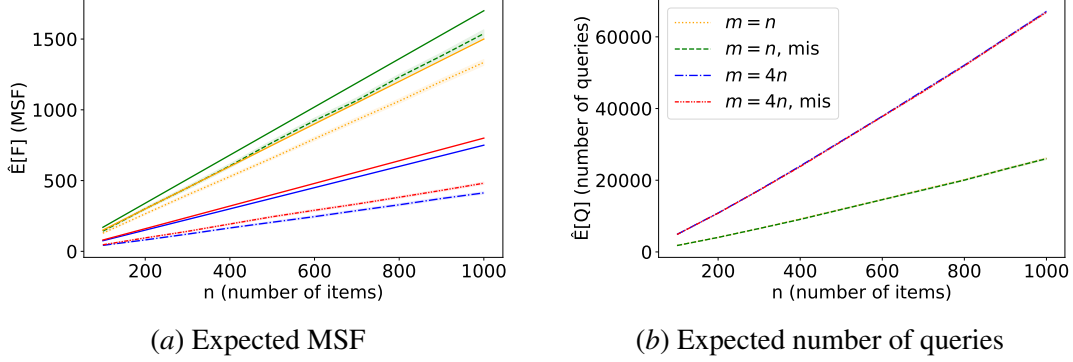 1500
1000
500
0
Ê[F] (MSF)
200 400 600 800 1000
n (number of items)
(a) Expected MSF
m = n
m = n, mis
m = 4n
m = 4n, mis
60000
40000
20000
0
Ê[Q] (number of queries)
200 400 600 800 1000
n (number of items)
(b) Expected number of queries